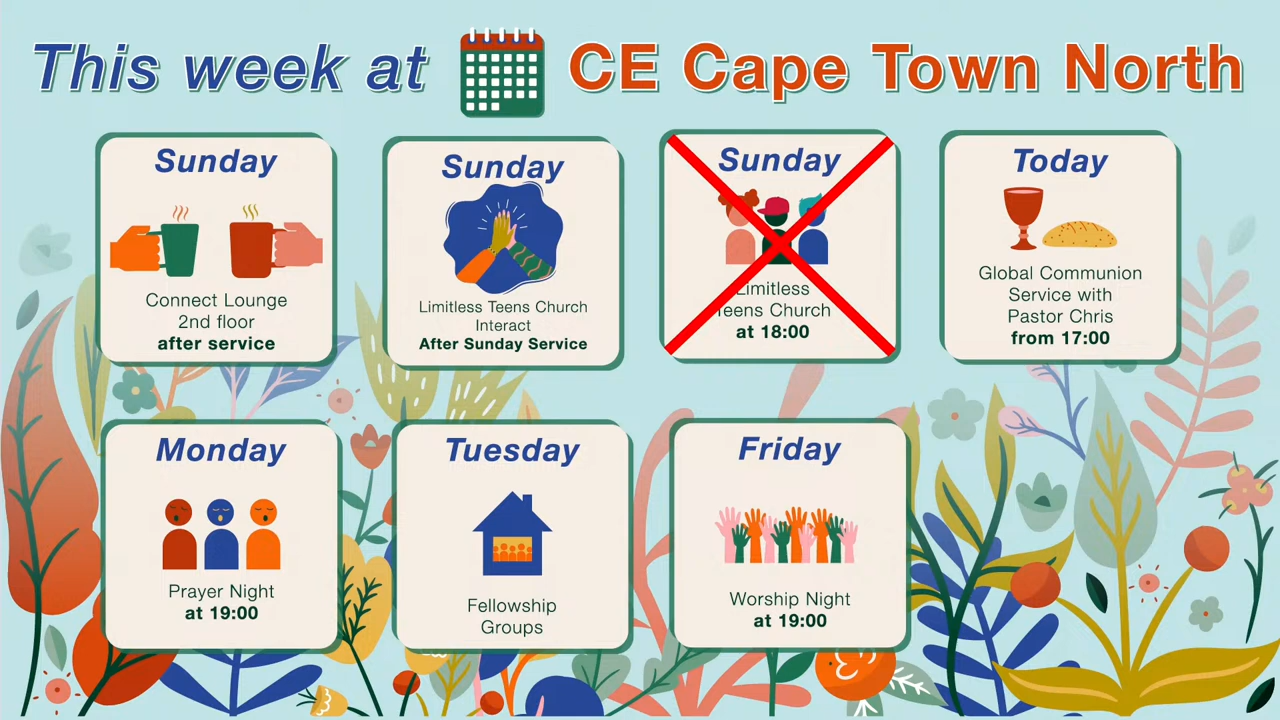 This week at CE Cape Town North
Sunday
Connect Lounge
2nd floor
after service
Sunday
Limitless Teens Church
Interact
After Sunday Service
Sunday
Limitless
Teens Church
at 18:00
Today
Global Communion
Service with
Pastor Chris
from 17:00
Monday
Prayer Night
at 19:00
Tuesday
Fellowship
Groups
Friday
Worship Night
at 19:00